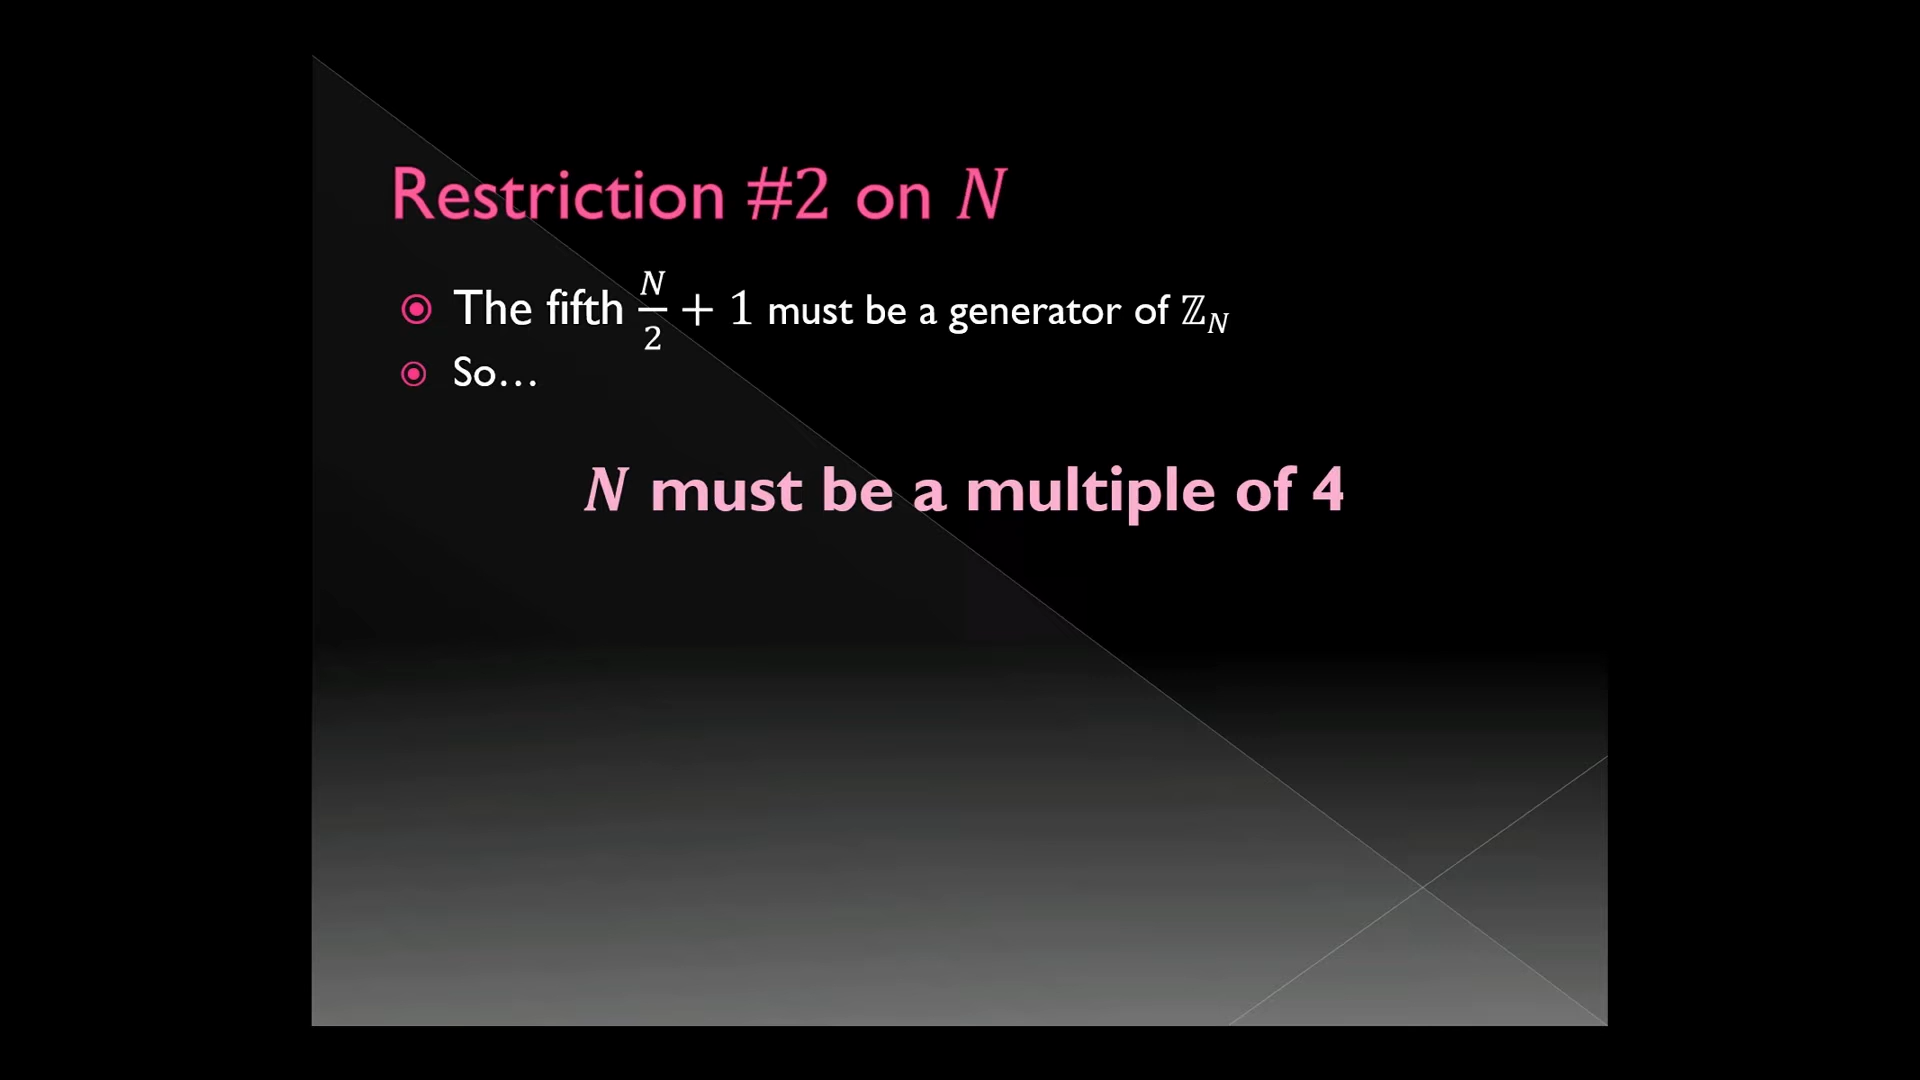 Restriction #2 on N
The fifth N/2 + 1 must be a generator of ℤ_N
So…
N must be a multiple of 4